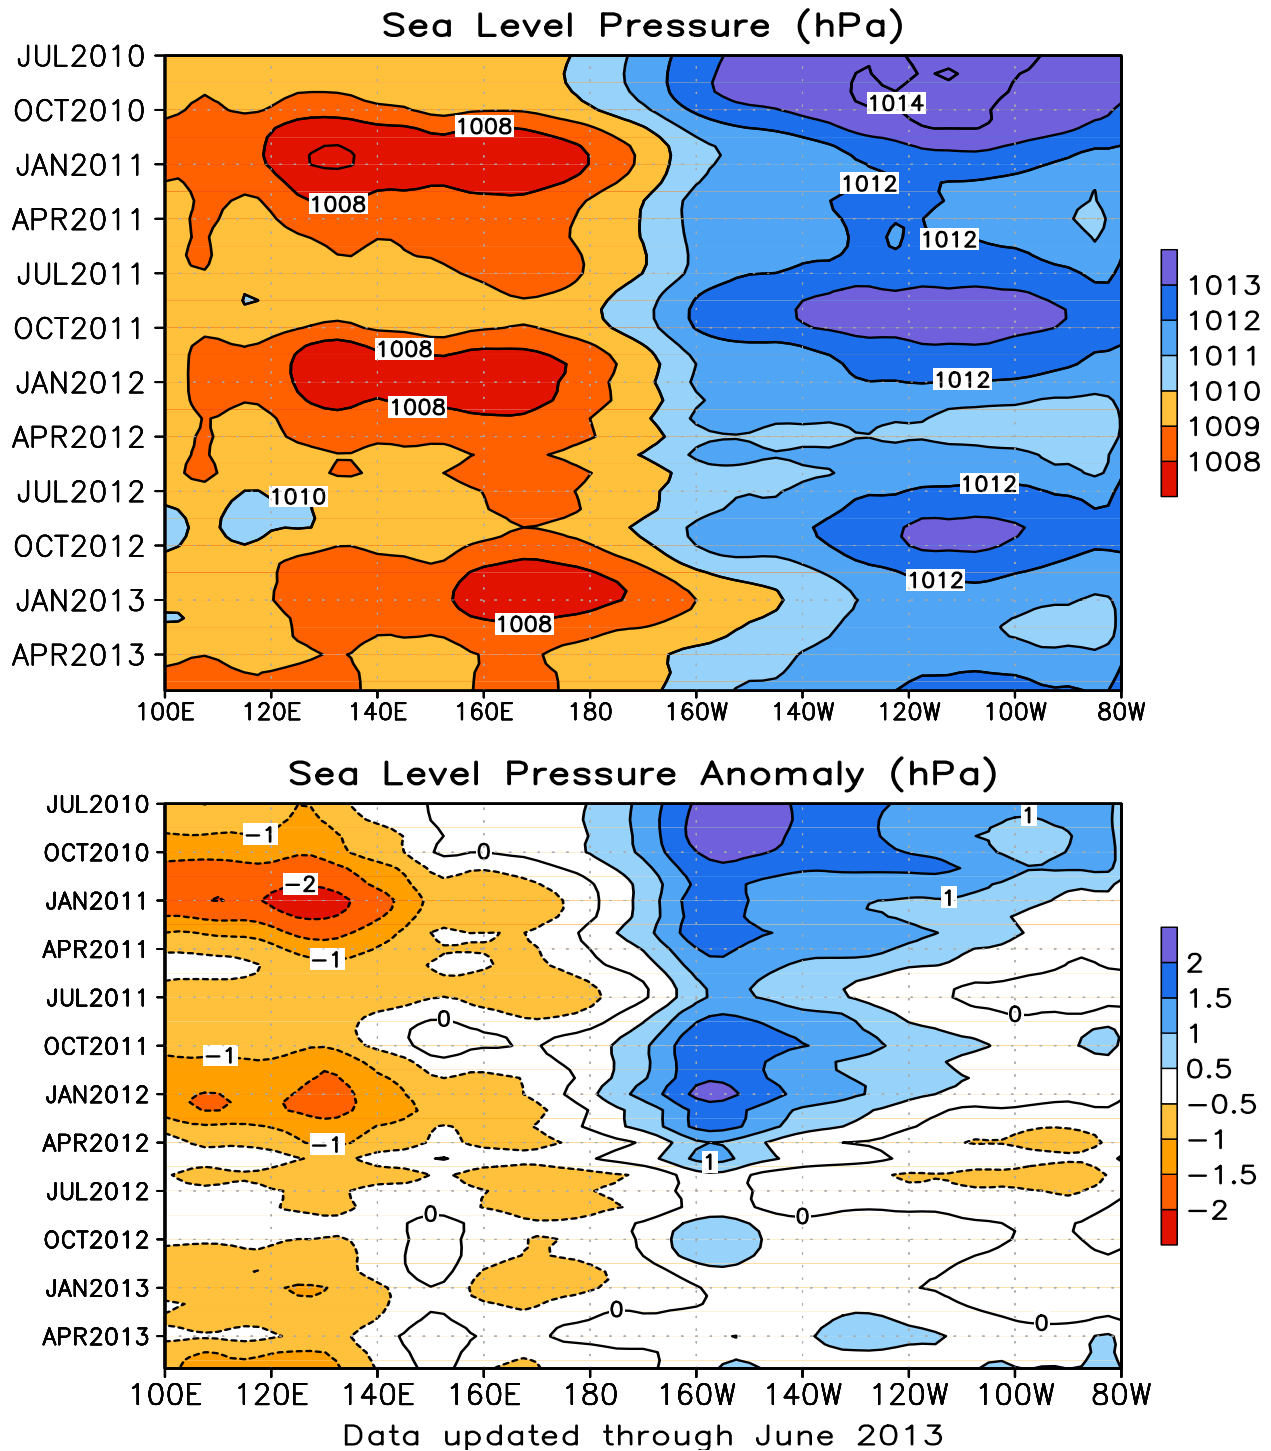 Sea Level Pressure (hPa)
JUL2010
OCT2010
JAN2011
APR2011
JUL2011
OCT2011
JAN2012
APR2012
JUL2012
OCT2012
JAN2013
APR2013
1014
1008
1012
1008
1012
1008
1012
1008
1010
1012
1012
1008
1013
1012
1011
1010
1009
1008
100E 120E 140E 160E 180 160W 140W 120W 100W 80W
Sea Level Pressure Anomaly (hPa)
JUL2010
OCT2010
JAN2011
APR2011
JUL2011
OCT2011
JAN2012
APR2012
JUL2012
OCT2012
JAN2013
APR2013
1
-1
0
-2
1
-1
0
0
-1
-1
1
0
0
0
0
2
1.5
1
0.5
-0.5
-1
-1.5
-2
100E 120E 140E 160E 180 160W 140W 120W 100W 80W
Data updated through June 2013